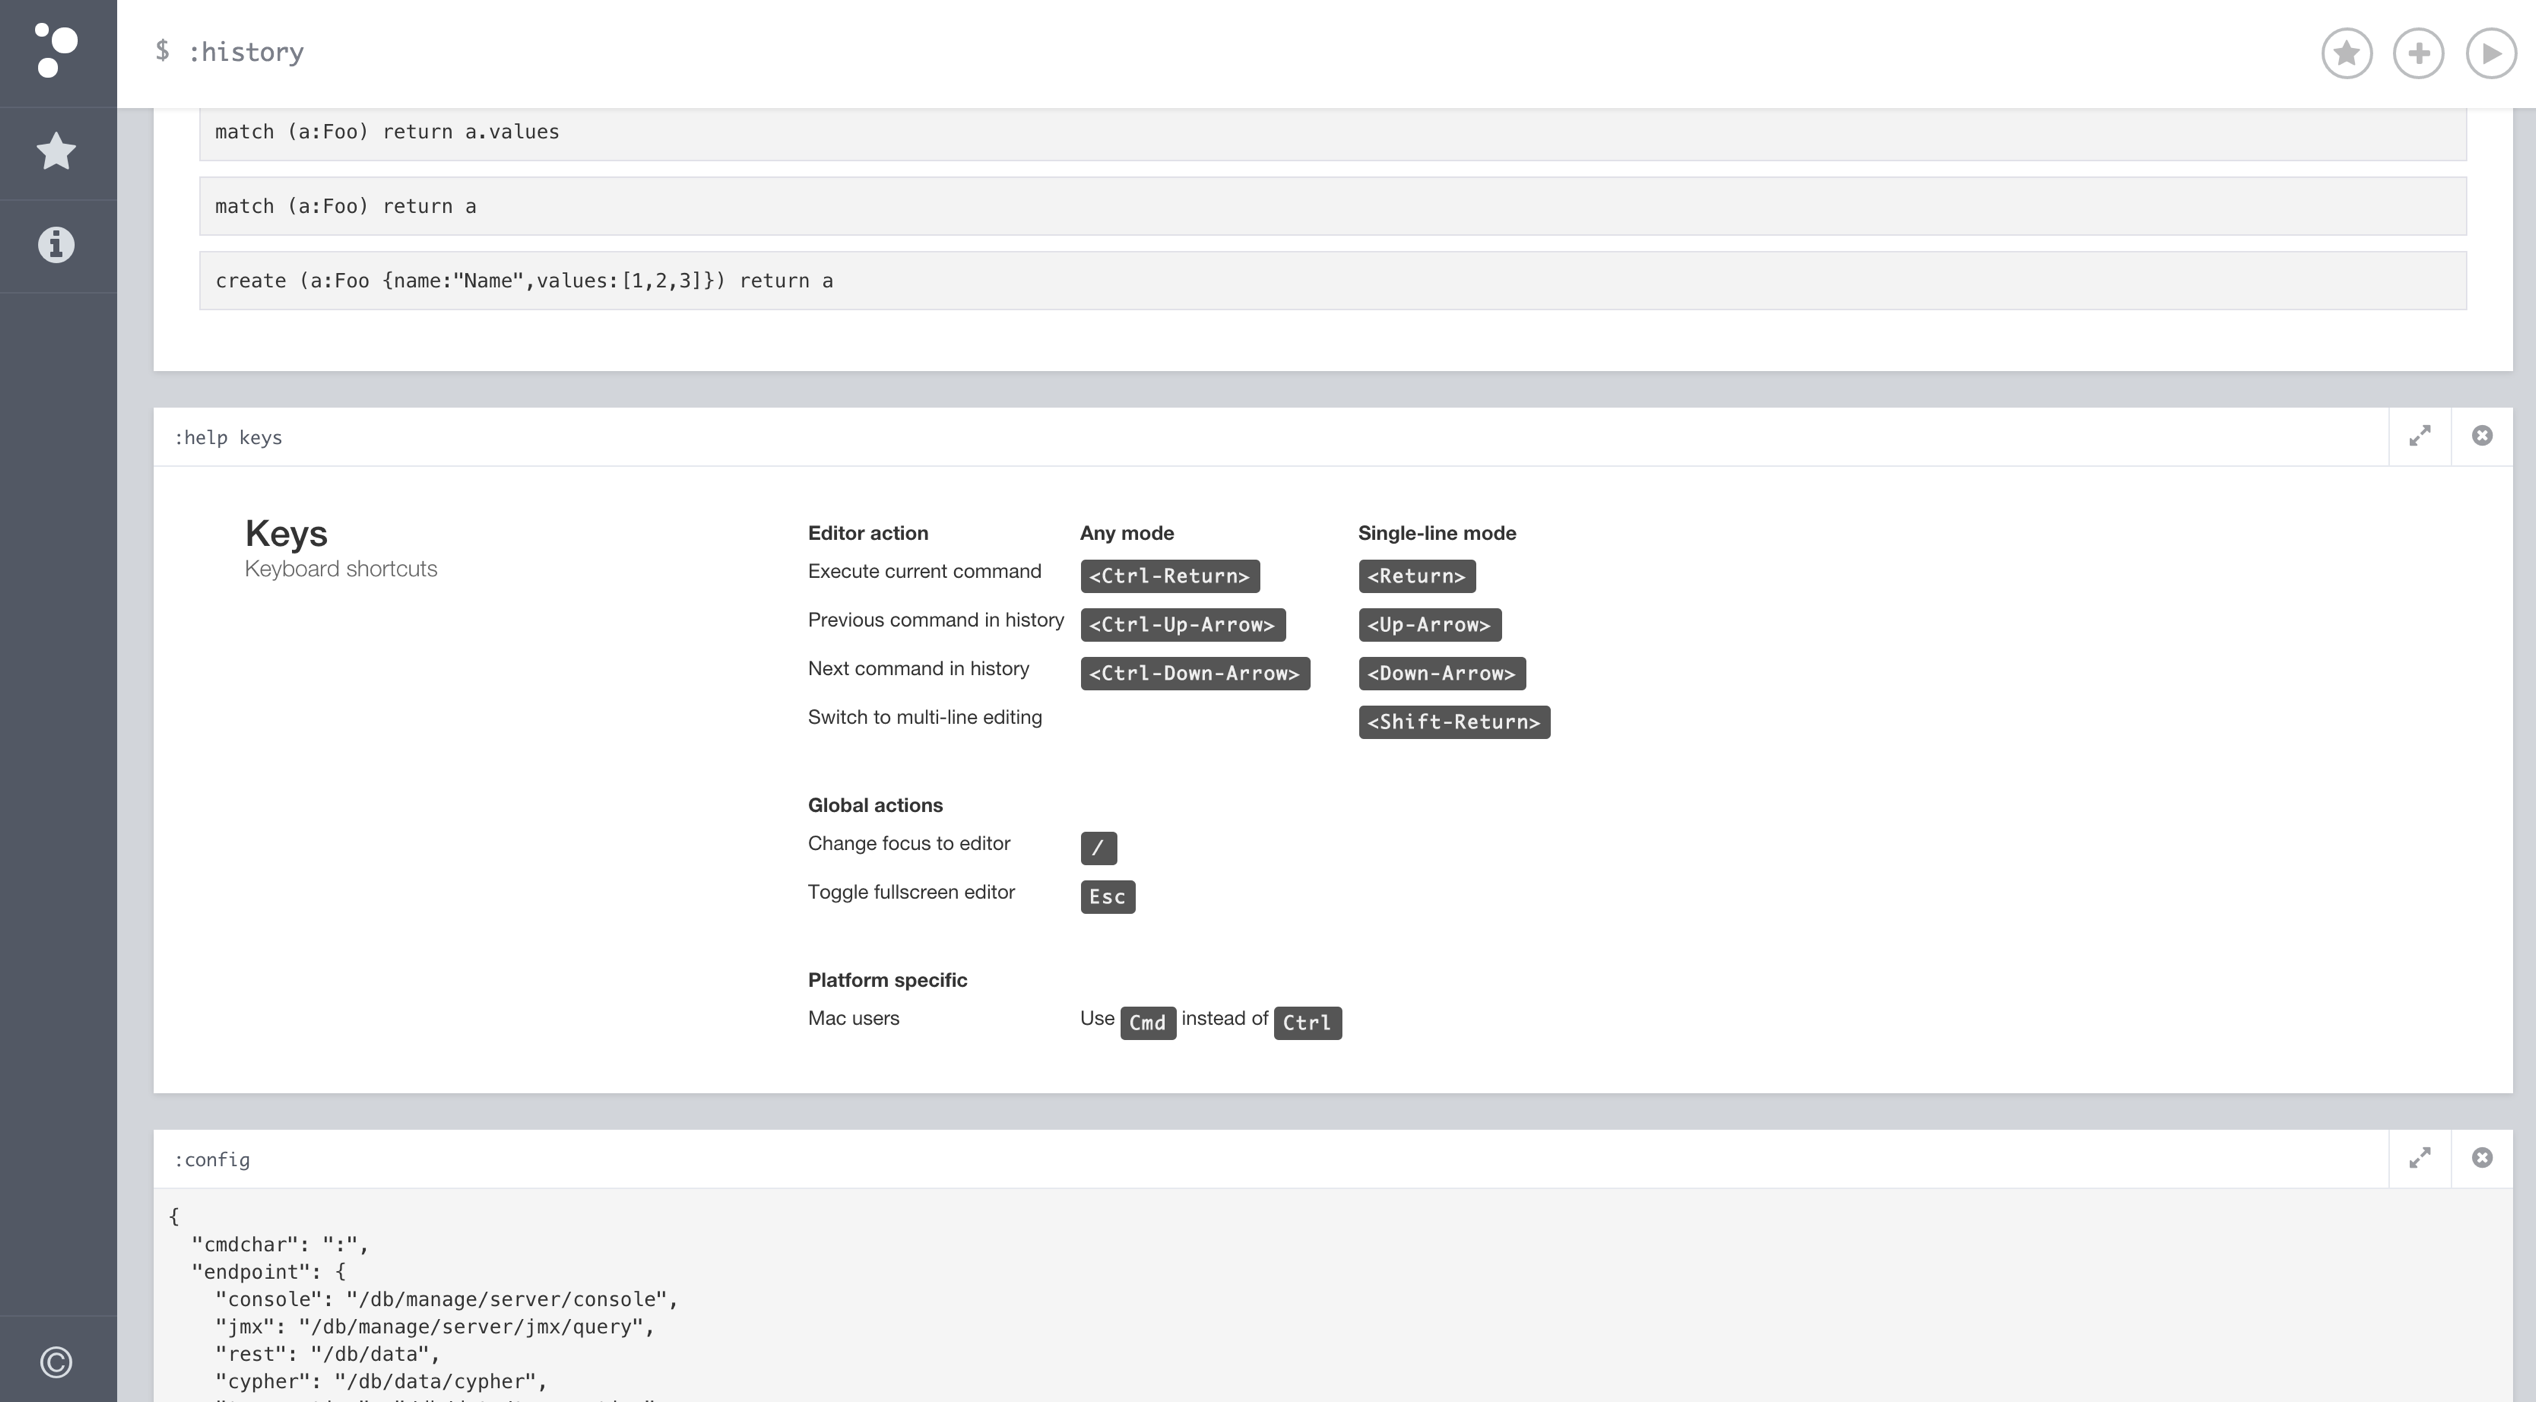 $ :history
match (a:Foo) return a.values
match (a:Foo) return a
create (a:Foo {name:"Name",values:[1,2,3]}) return a
:help keys
Keys
Keyboard shortcuts
Editor action Any mode Single-line mode
Execute current command <Ctrl-Return> <Return>
Previous command in history <Ctrl-Up-Arrow> <Up-Arrow>
Next command in history <Ctrl-Down-Arrow> <Down-Arrow>
Switch to multi-line editing <Shift-Return>
Global actions
Change focus to editor /
Toggle fullscreen editor Esc
Platform specific
Mac users Use Cmd instead of Ctrl
:config
{
"cmdchar": ":",
"endpoint": {
"console": "/db/manage/server/console",
"jmx": "/db/manage/server/jmx/query",
"rest": "/db/data",
"cypher": "/db/data/cypher",
©